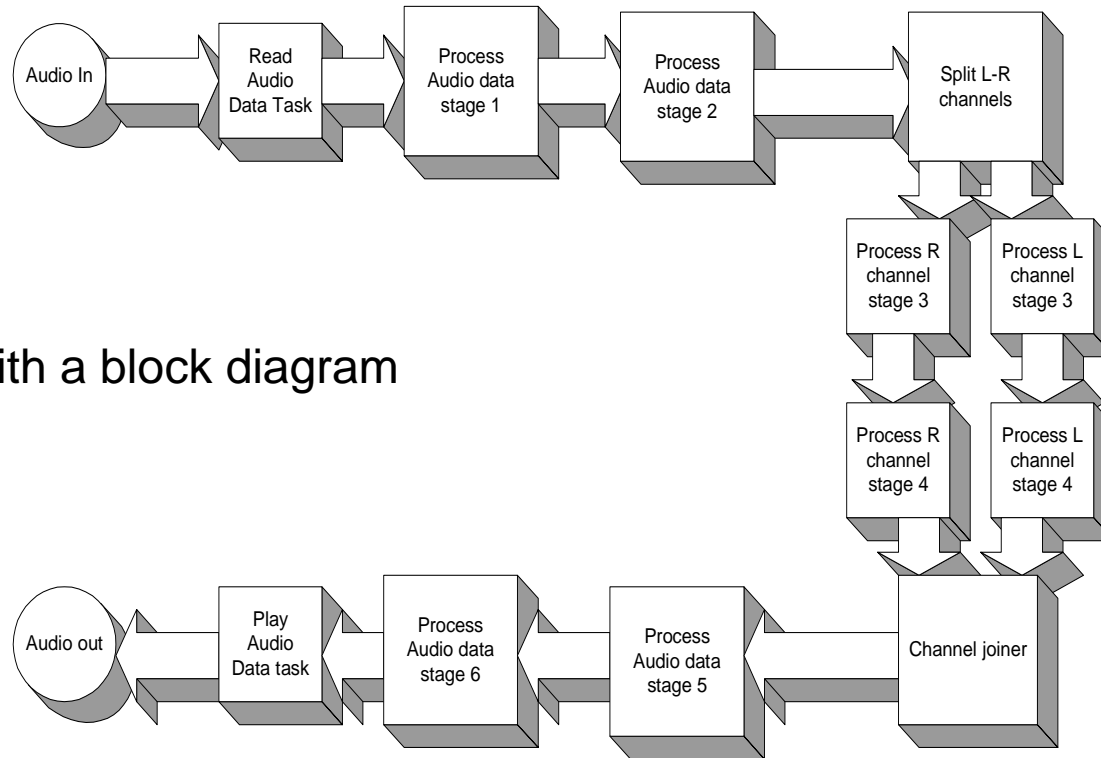 Audio In
Read
Audio
Data Task
Process
Audio data
stage 1
Process
Audio data
stage 2
Split L-R
channels
Process R
channel
stage 3
Process L
channel
stage 3
ith a block diagram
Process R
channel
stage 4
Process L
channel
stage 4
Channel joiner
Process
Audio data
stage 5
Process
Audio data
stage 6
Play
Audio
Data task
Audio out